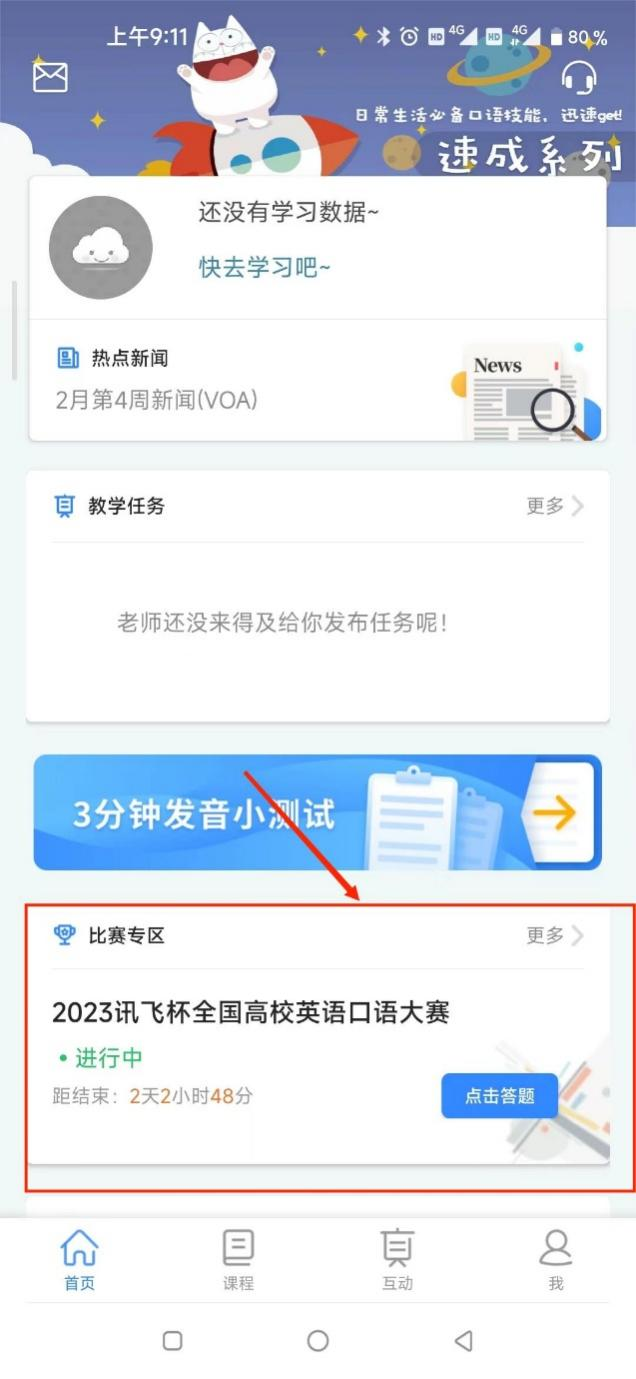 上午9:11
HD 4G HD 4G 80%
日常生活必备口语技能，迅速get!
速成系列
还没有学习数据~
快去学习吧~
热点新闻
News
2月第4周新闻(VOA)
教学任务
更多
老师还没来得及给你发布任务呢！
3分钟发音小测试
比赛专区
更多
2023讯飞杯全国高校英语口语大赛
•进行中
距结束：2天2小时48分
点击答题
首页 课程 互动 我